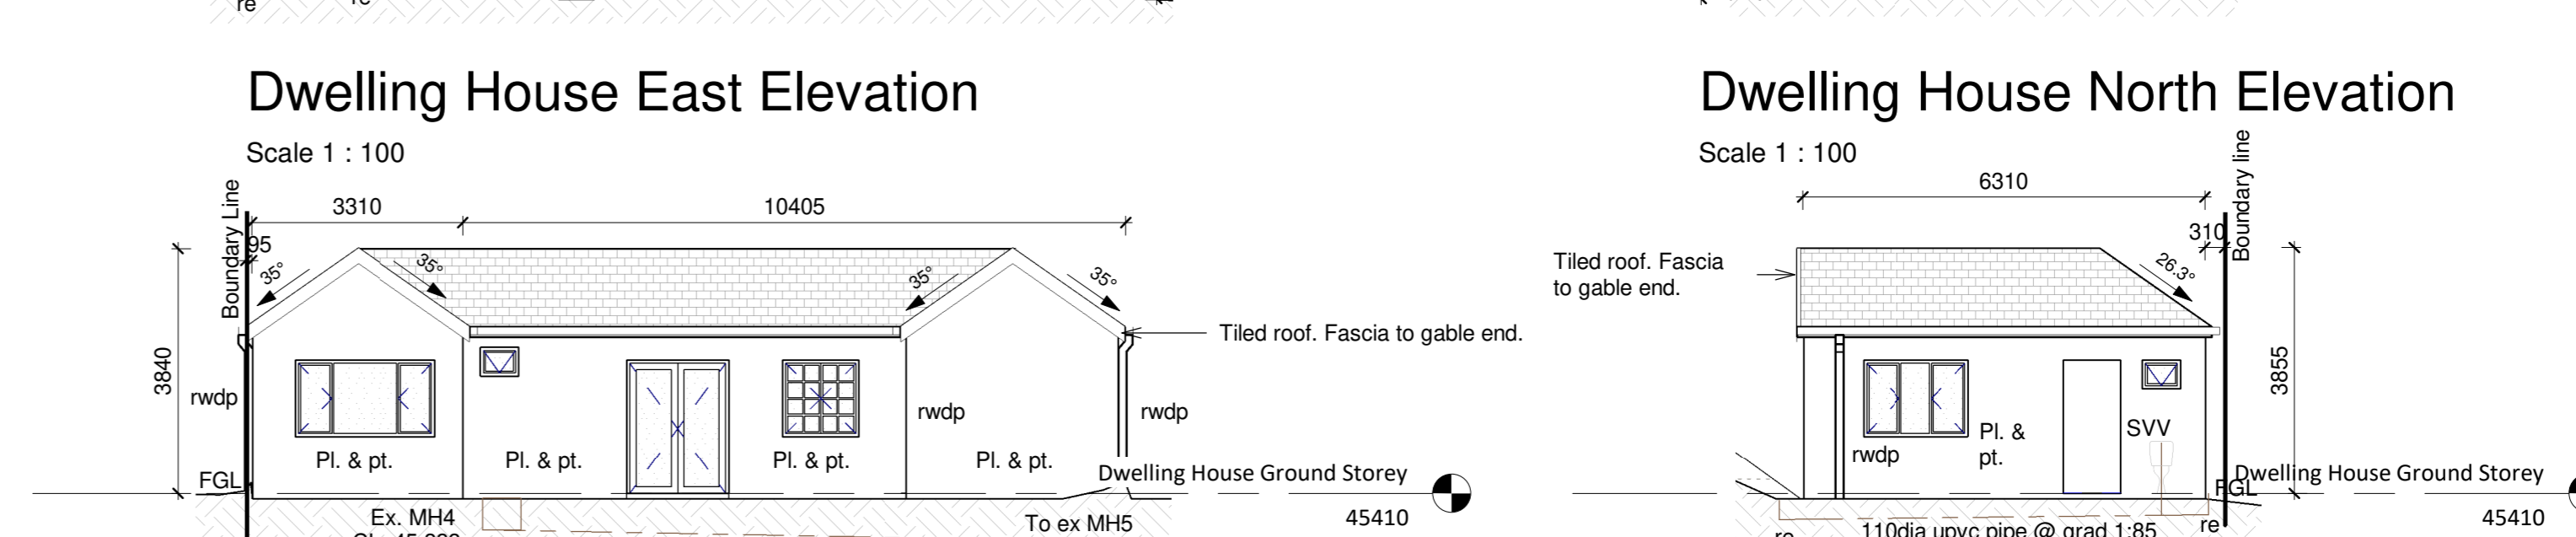 re
re
Dwelling House East Elevation
Scale 1 : 100
Boundary Line
3310
10405
95
35°
35°
35°
35°
3840
Tiled roof. Fascia to gable end.
rwdp
rwdp
rwdp
Pl. & pt.
Pl. & pt.
Pl. & pt.
Pl. & pt.
FGL
Dwelling House Ground Storey
45410
Ex. MH4
To ex MH5
Dwelling House North Elevation
Scale 1 : 100
Boundary line
6310
310
Tiled roof. Fascia
to gable end.
26.3°
3855
Pl. &
pt.
rwdp
SVV
Dwelling House Ground Storey
FGL
45410
110dia upvc pipe @ grad 1:85
re
re